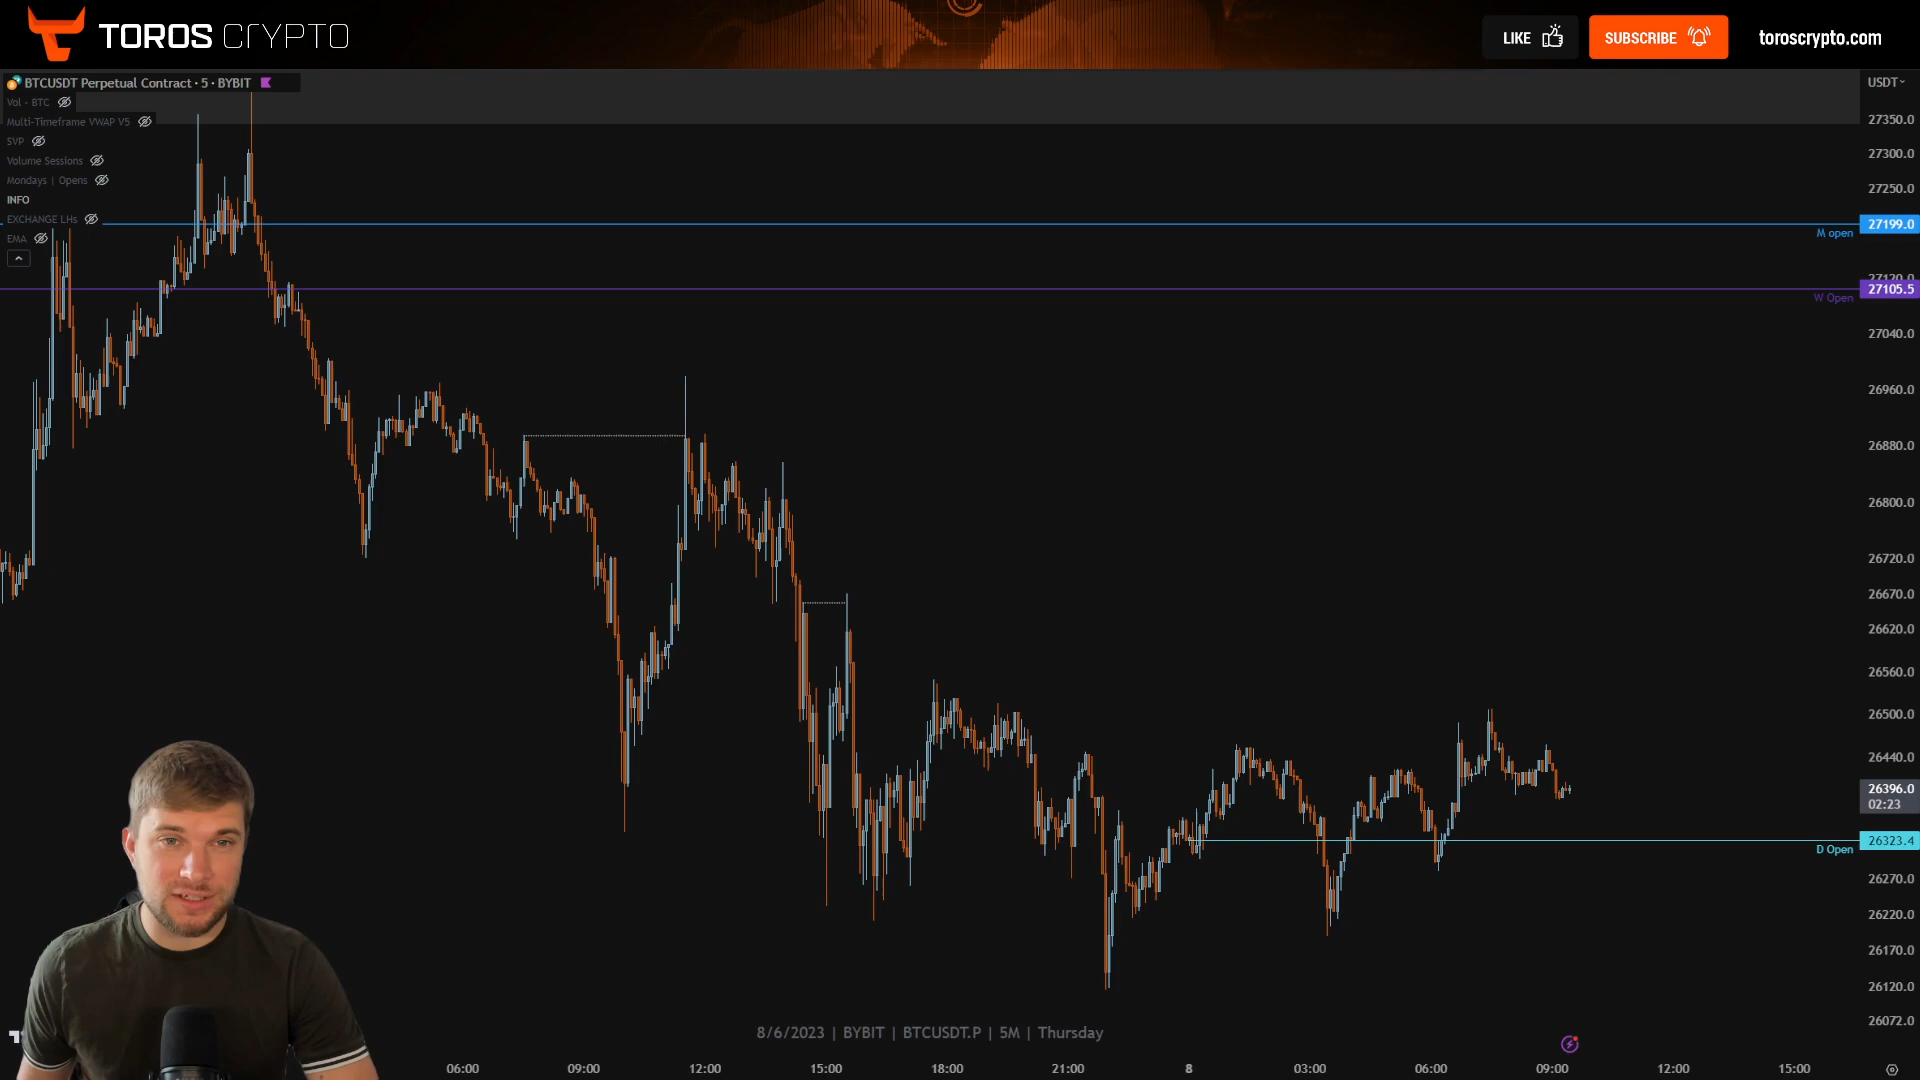 TOROS CRYPTO
LIKE
SUBSCRIBE
toroscrypto.com
BTCUSDT Perpetual Contract · 5 · BYBIT
USDT
Vol · BTC
Multi-Timeframe VWAP V5
SVP
Volume Sessions
Mondays | Opens
INFO
EXCHANGE LHs
EMA
27350.0
27300.0
27250.0
27199.0
M open
27120.0
27105.5
W Open
27040.0
26960.0
26880.0
26800.0
26720.0
26670.0
26620.0
26560.0
26500.0
26440.0
26396.0
02:23
26323.4
D Open
26270.0
26220.0
26170.0
26120.0
26072.0
8/6/2023 | BYBIT | BTCUSDT.P | 5M | Thursday
06:00 09:00 12:00 15:00 18:00 21:00 8 03:00 06:00 09:00 12:00 15:00